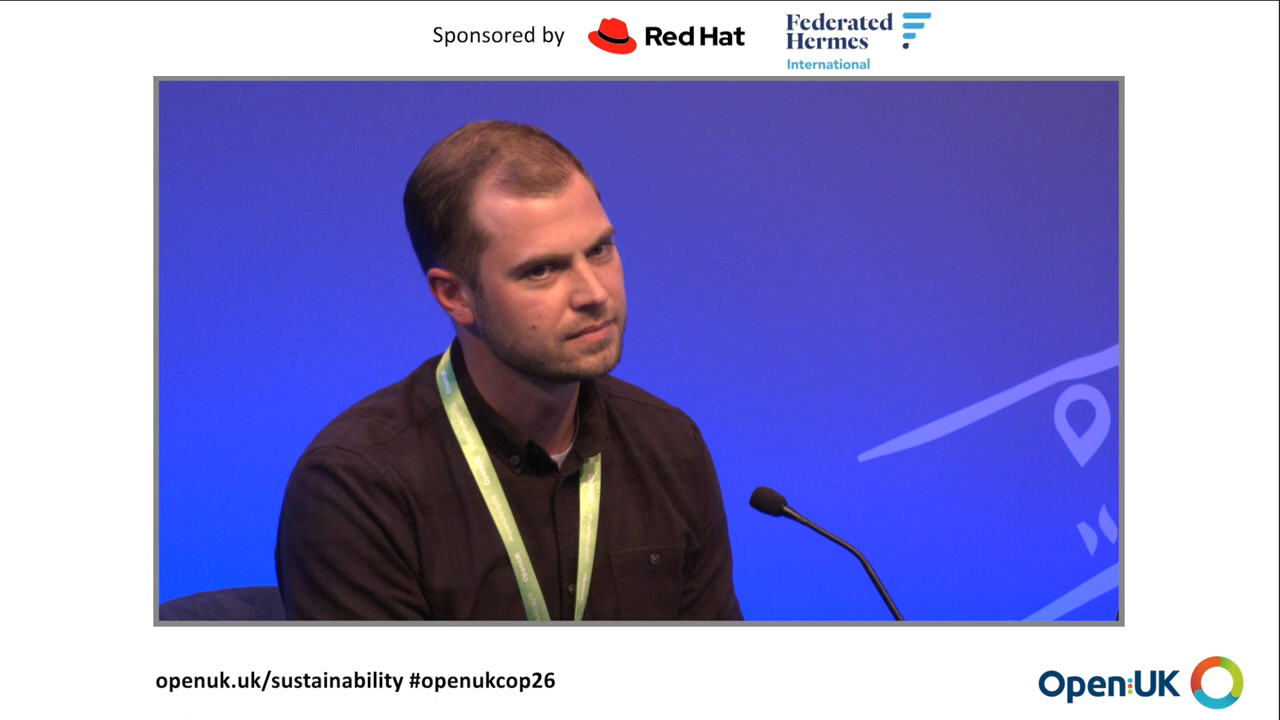 Sponsored by
Red Hat
Federated
Hermes
International
openuk.uk/sustainability #openukcop26
Open:UK